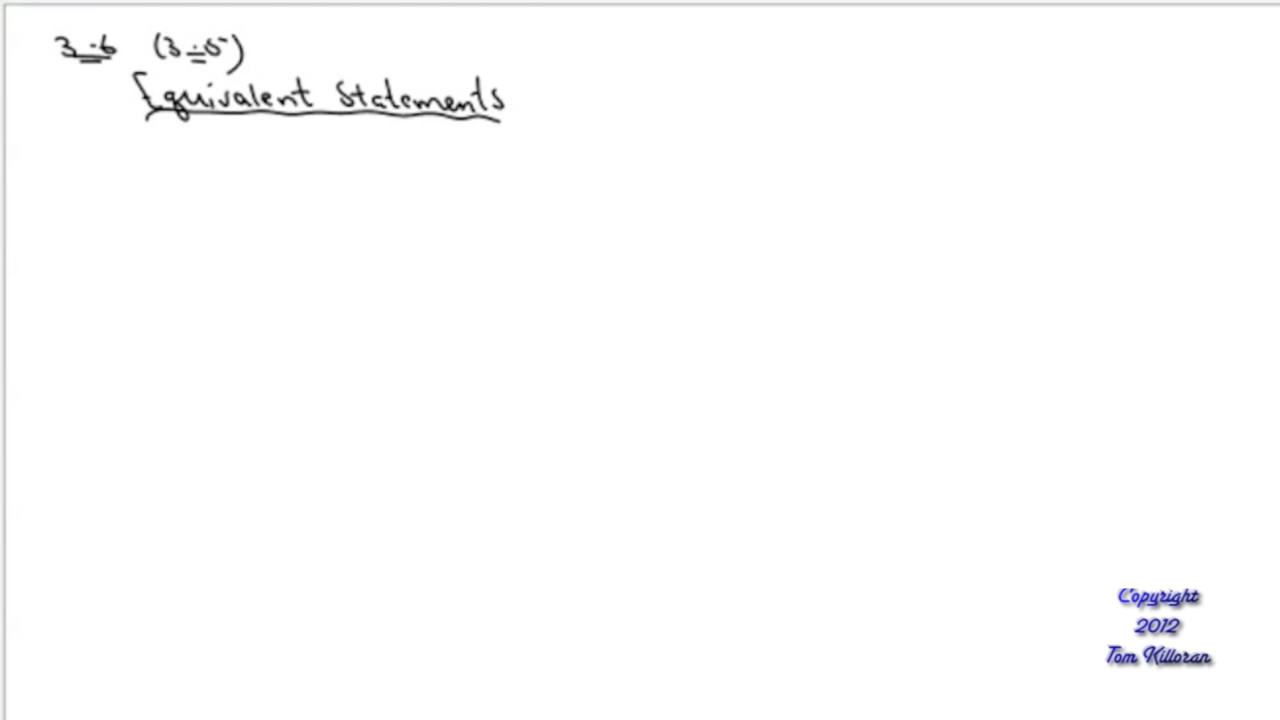 3-6 (3-5)
Equivalent Statements
Copyright
2012
Tom Killoran